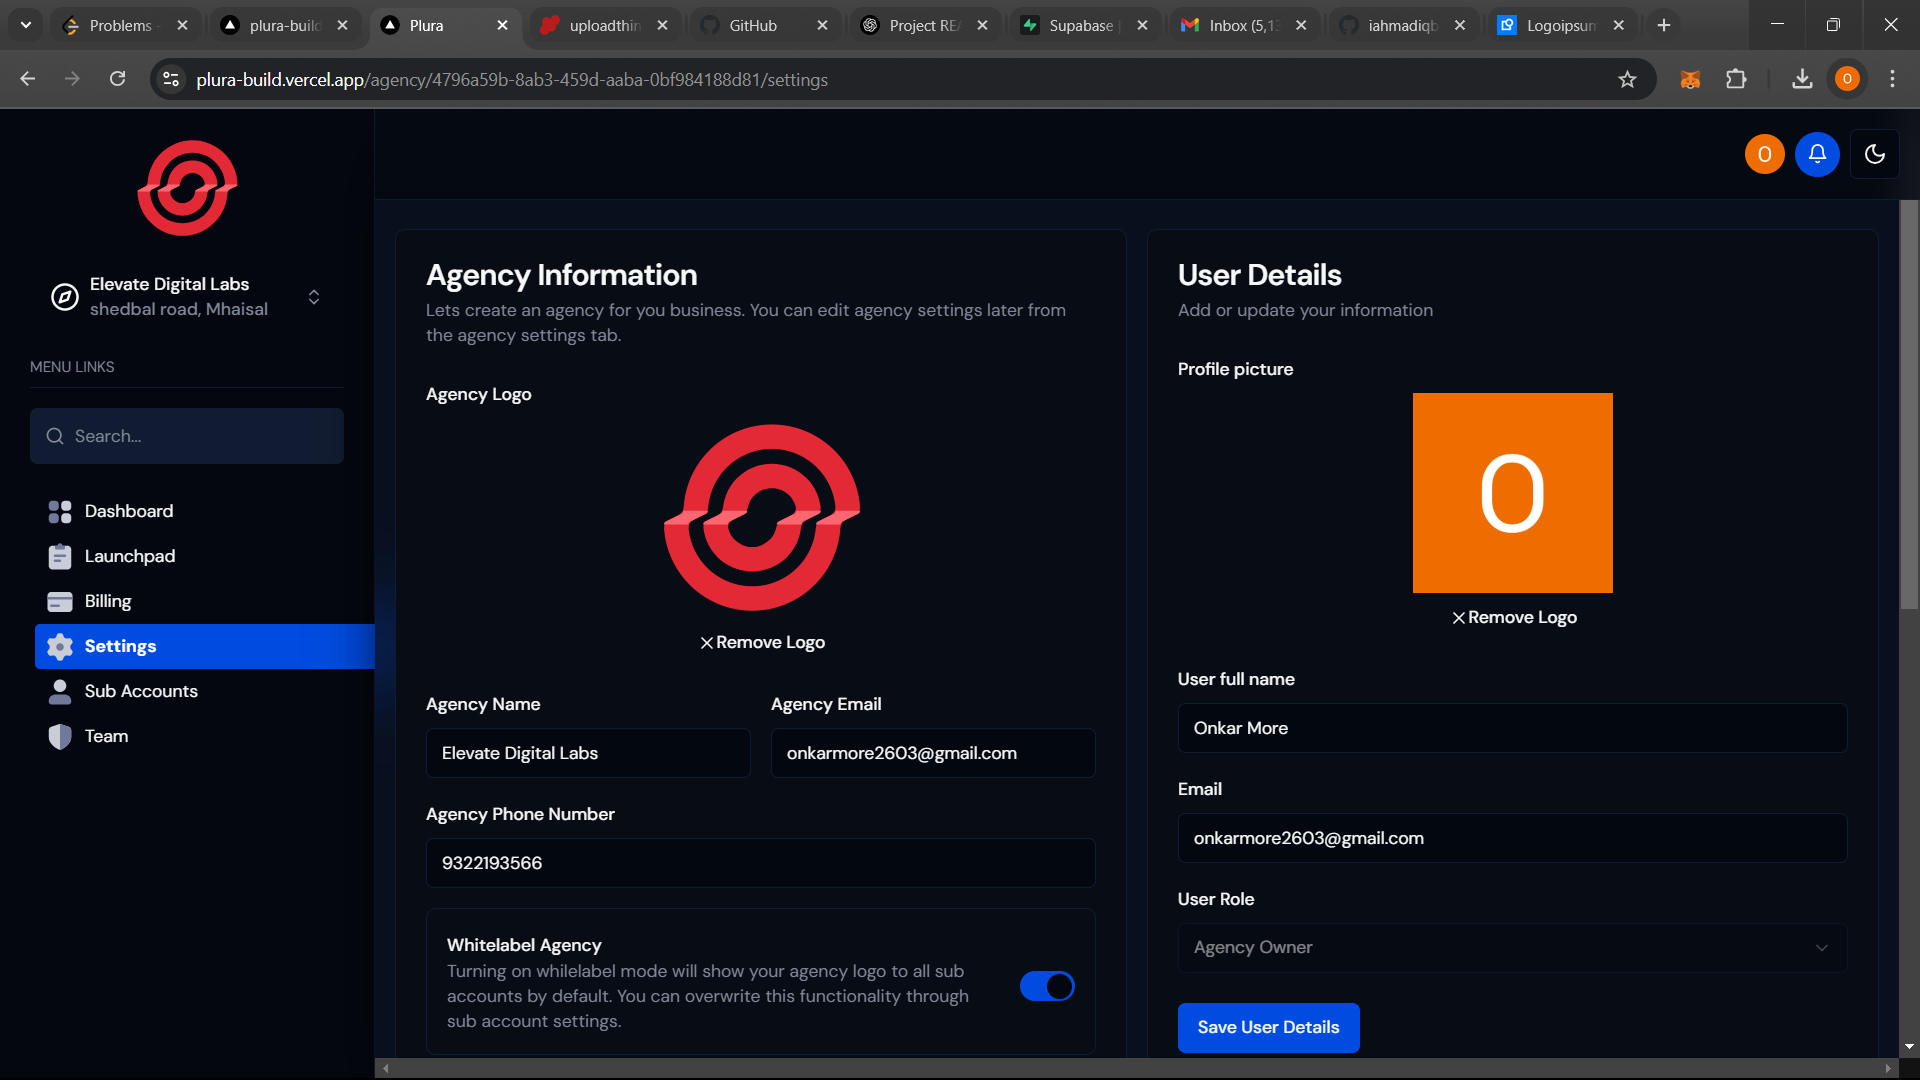 Problems
plura-build
Plura
uploadthin
GitHub
Project RE
Supabase
Inbox (5,13
iahmadiqb
Logoipsum
plura-build.vercel.app/agency/4796a59b-8ab3-459d-aaba-0bf984188d81/settings
O
Elevate Digital Labs
shedbal road, Mhaisal
MENU LINKS
Search...
Dashboard
Launchpad
Billing
Settings
Sub Accounts
Team
O
Agency Information
Lets create an agency for you business. You can edit agency settings later from
the agency settings tab.
Agency Logo
Remove Logo
Agency Name
Agency Email
Elevate Digital Labs
onkarmore2603@gmail.com
Agency Phone Number
9322193566
Whitelabel Agency
Turning on whilelabel mode will show your agency logo to all sub
accounts by default. You can overwrite this functionality through
sub account settings.
User Details
Add or update your information
Profile picture
O
Remove Logo
User full name
Onkar More
Email
onkarmore2603@gmail.com
User Role
Agency Owner
Save User Details